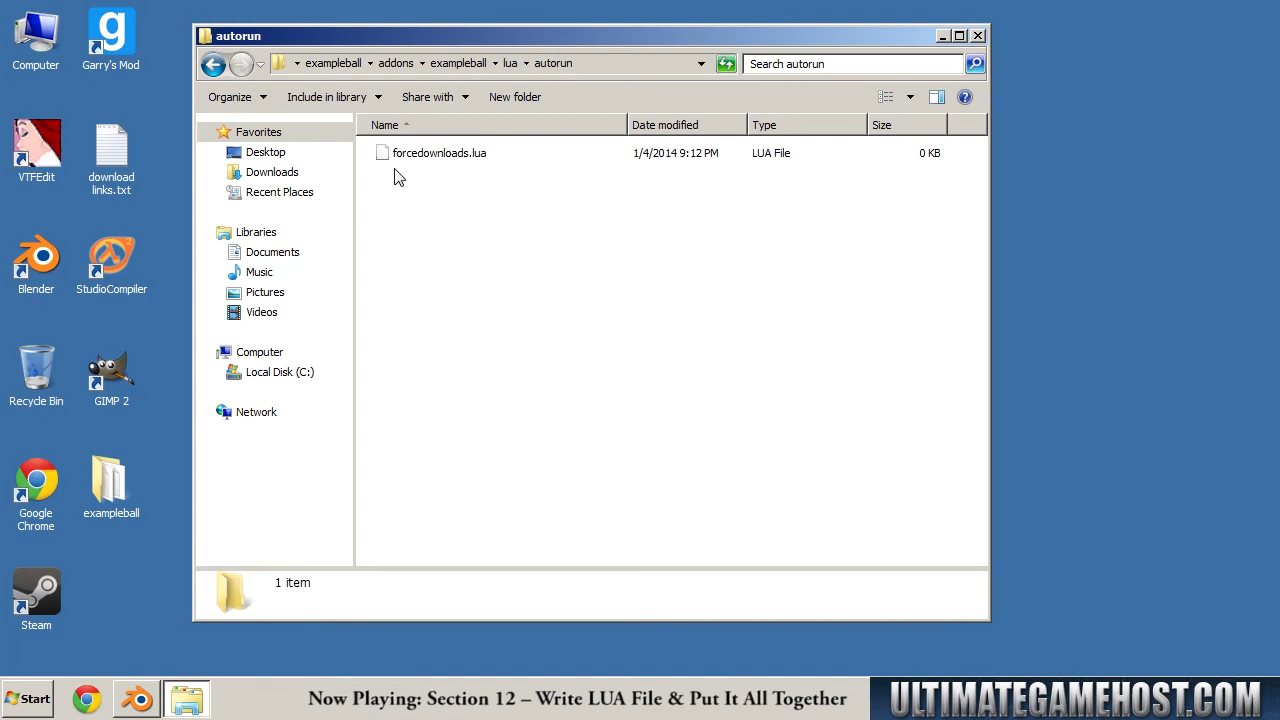 Computer
Garry's Mod
VTFEdit
download
links.txt
Blender
StudioCompiler
Recycle Bin
GIMP 2
Google
Chrome
exampleball
Steam
autorun
exampleball
addons
exampleball
lua
autorun
Search autorun
Organize
Include in library
Share with
New folder
Favorites
Desktop
Downloads
Recent Places
Libraries
Documents
Music
Pictures
Videos
Computer
Local Disk (C:)
Network
Name
Date modified
Type
Size
forcedownloads.lua
1/4/2014 9:12 PM
LUA File
0 KB
1 item
Start
Now Playing: Section 12 – Write LUA File & Put It All Together
ULTIMATEGAMEHOST.COM